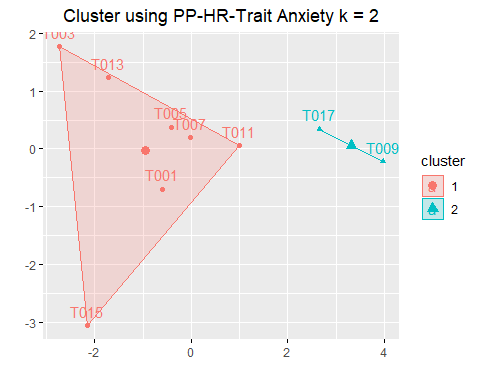 Cluster using PP-HR-Trait Anxiety k = 2
2
1
0
-1
-2
-3
T003
T013
T005
T007
T011
T001
T015
T017
T009
-2
0
2
4
cluster
1
2